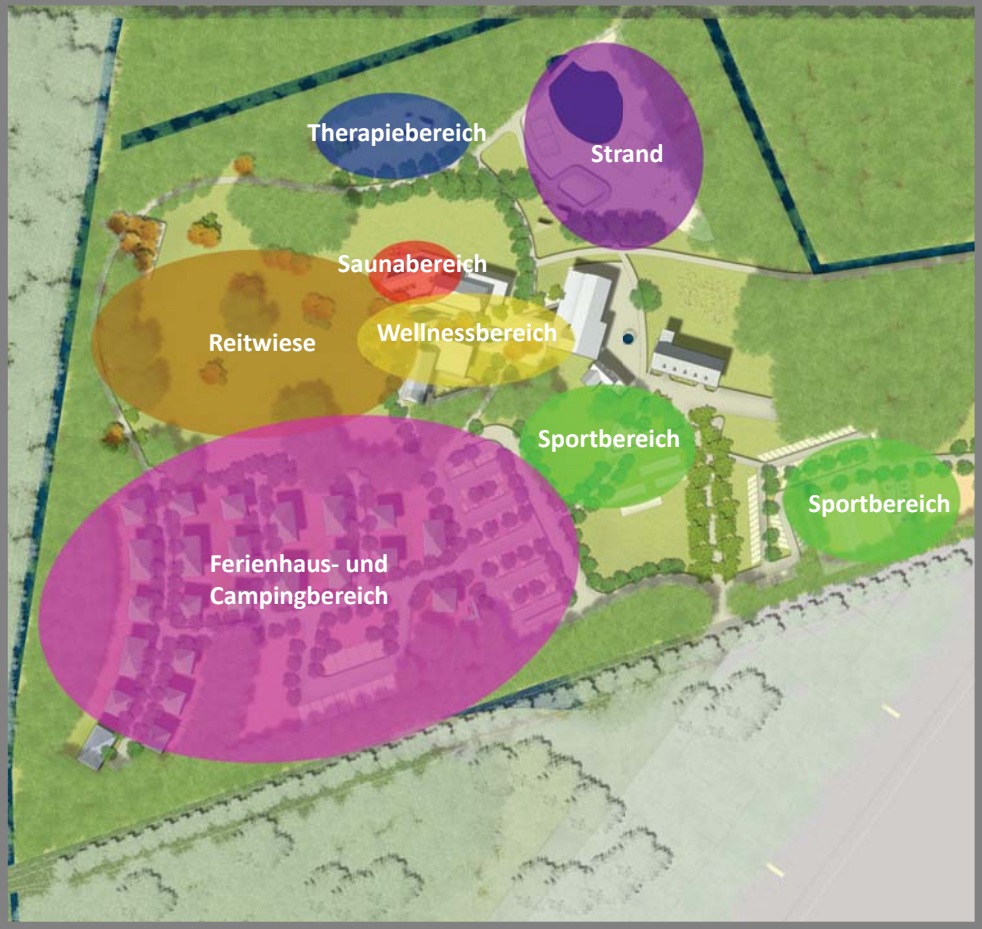 Therapiebereich
Strand
Saunabereich
Wellnessbereich
Reitwiese
Sportbereich
Sportbereich
Ferienhaus- und
Campingbereich